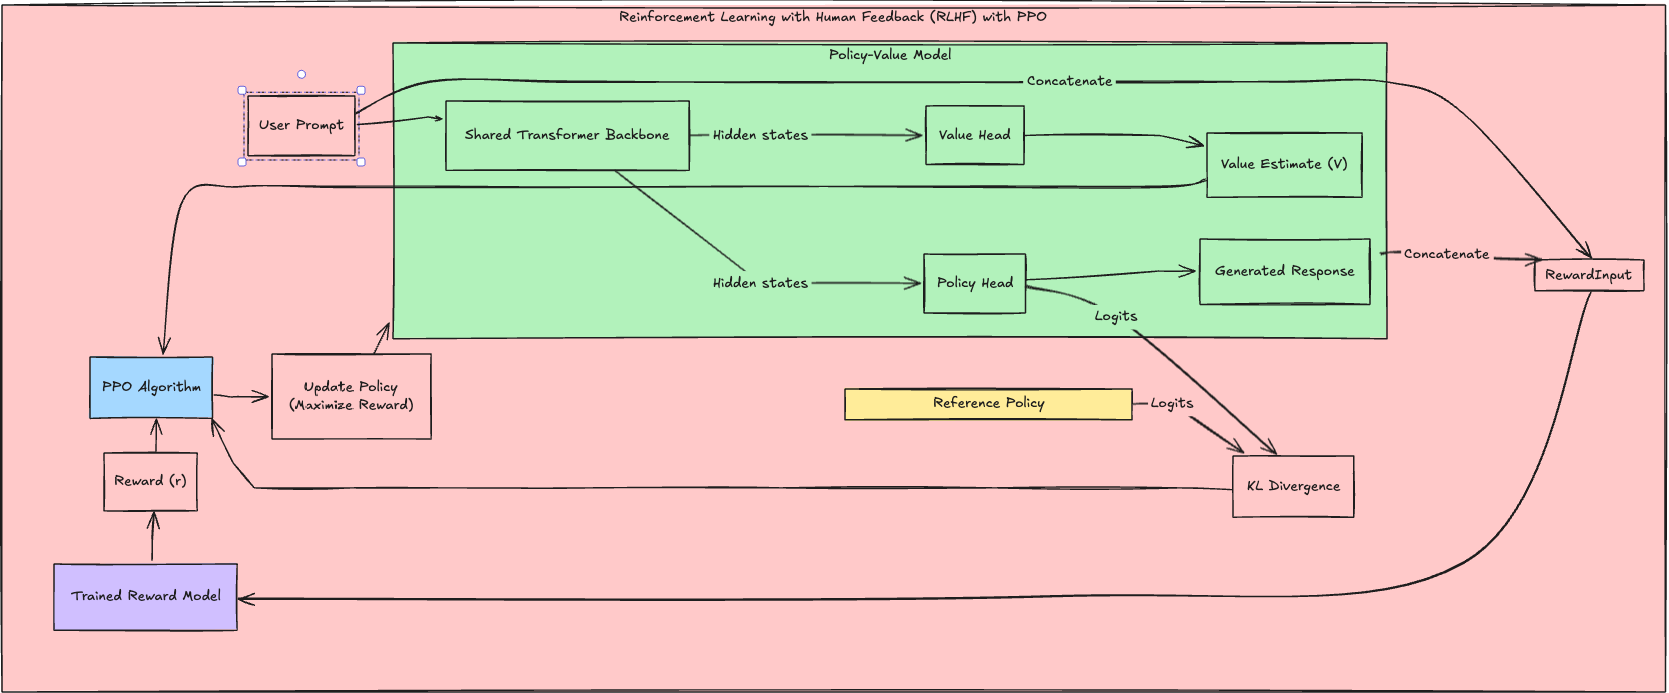 Reinforcement Learning with Human Feedback (RLHF) with PPO
Policy-Value Model
Concatenate
User Prompt
Shared Transformer Backbone
Hidden states
Value Head
Value Estimate (V)
Hidden states
Policy Head
Generated Response
Concatenate
RewardInput
Logits
PPO Algorithm
Update Policy
(Maximize Reward)
Reference Policy
Logits
Reward (r)
KL Divergence
Trained Reward Model